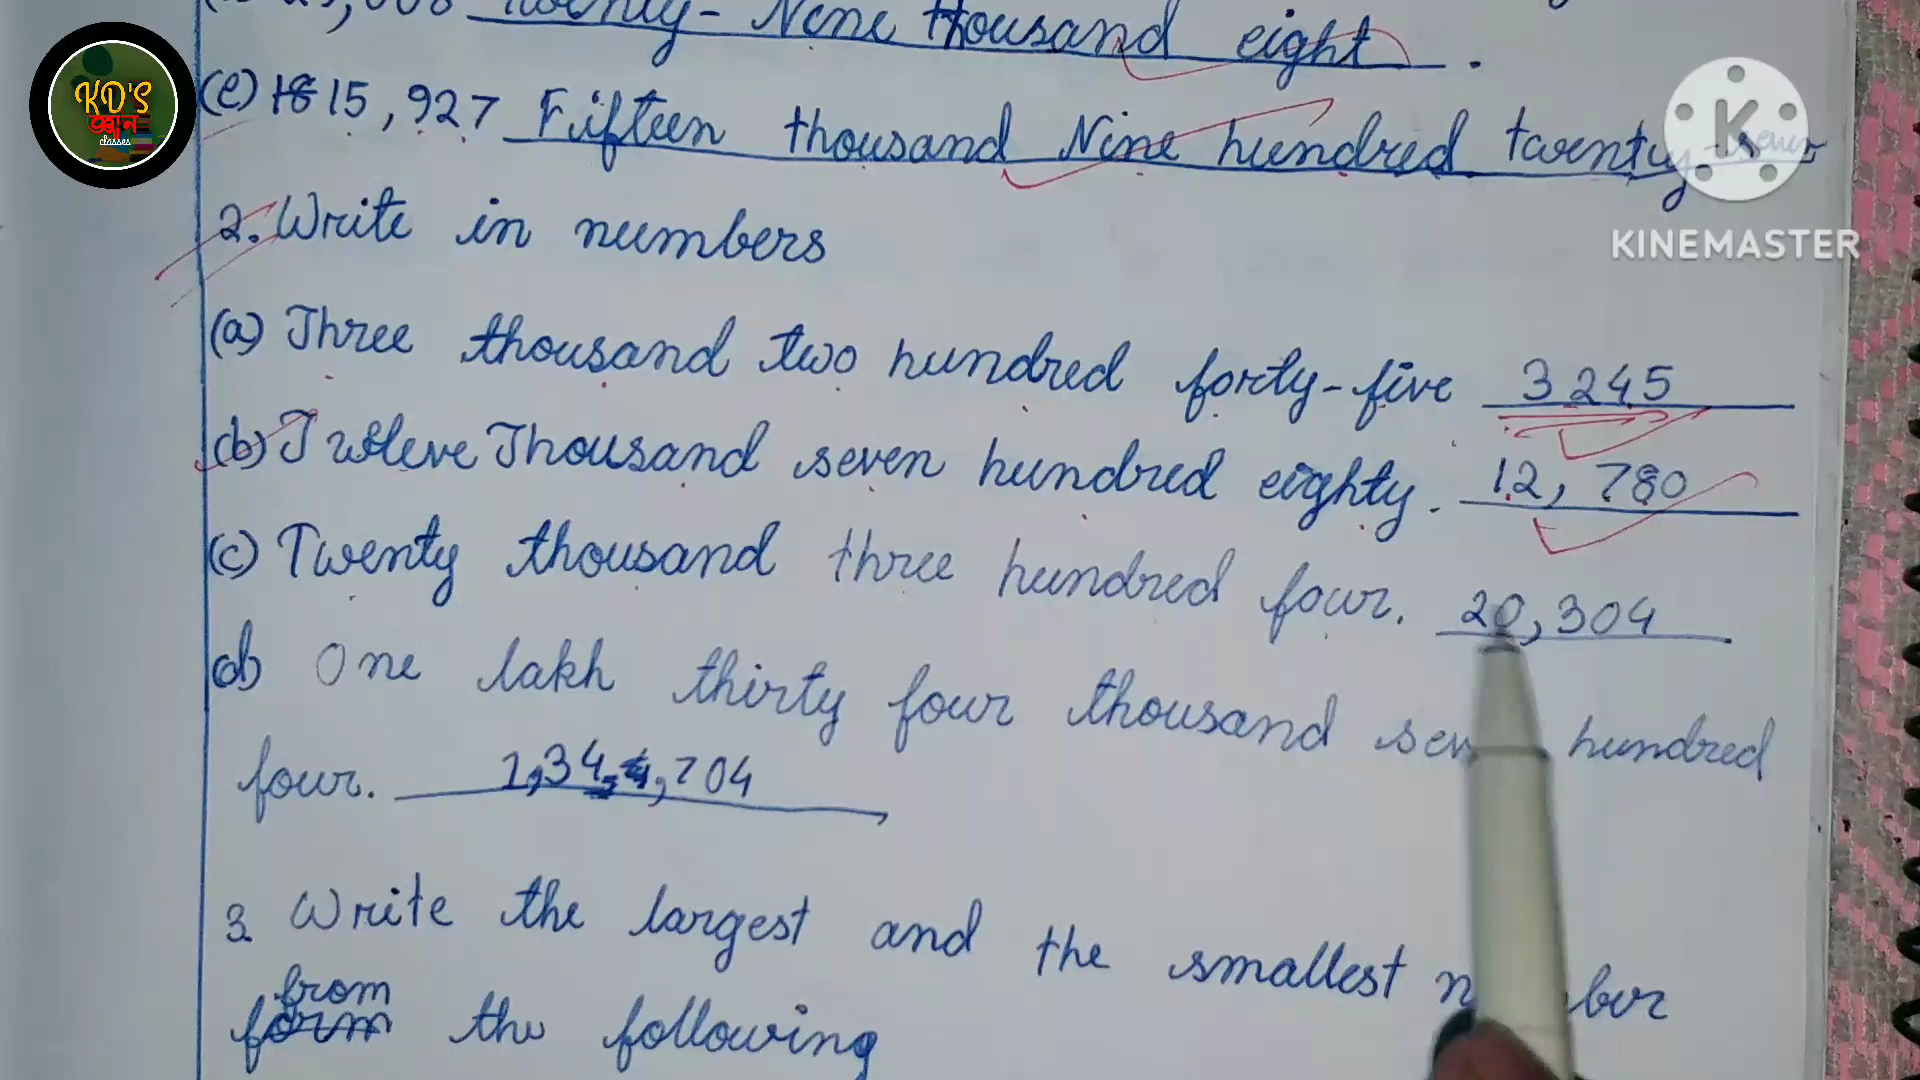 Twenty-Nine thousand eight.
(e) 15,927 Fifteen thousand Nine hundred twenty-seven
KD'S
জ্ঞান
classes
K
KINEMASTER
2. Write in numbers
(a) Three thousand two hundred forty-five 3245
(b) Twleve Thousand seven hundred eighty. 12,780
(c) Twenty thousand three hundred four. 20,304
(d) One lakh thirty four thousand hundred
four. 1,34,704
3. Write the largest and the smallest
from the following